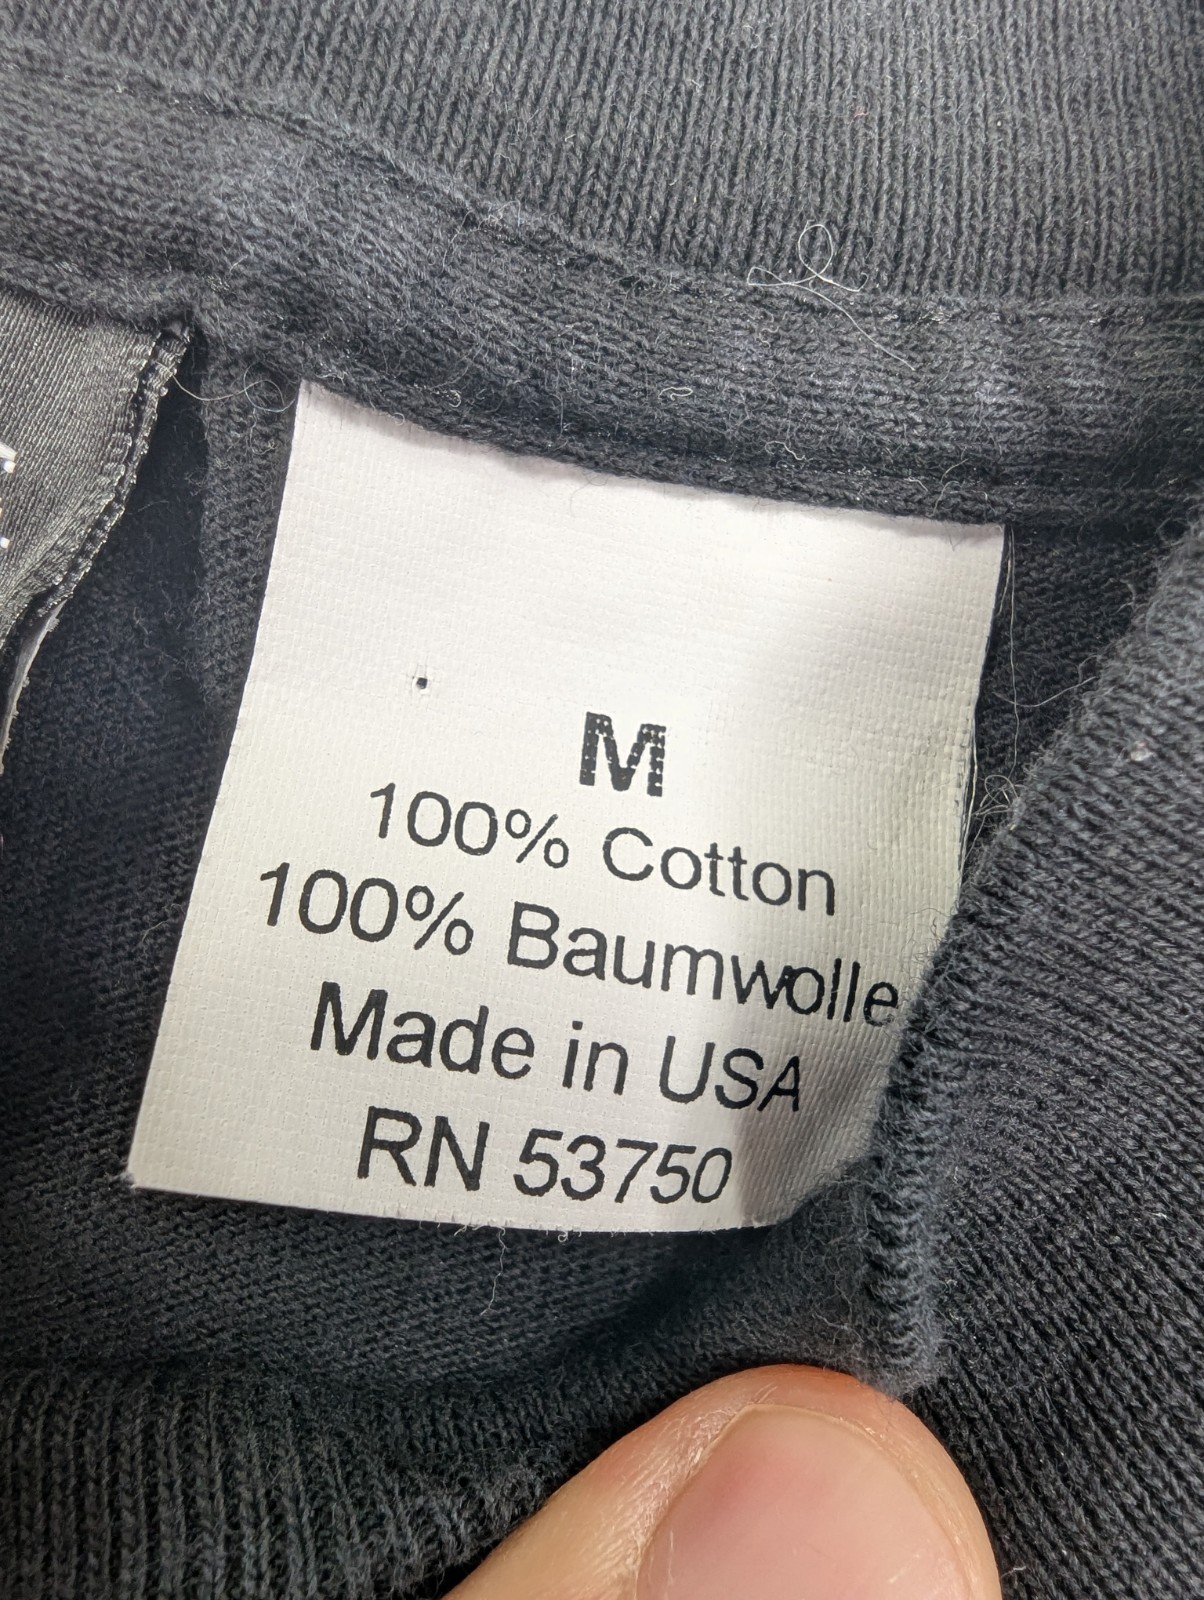 M
100% Cotton
100% Baumwolle
Made in USA
RN 53750